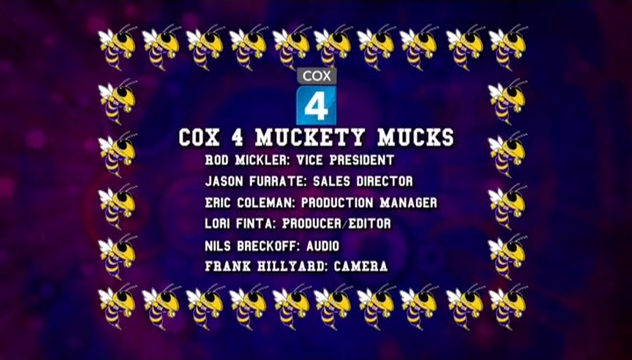 COX
4
COX 4 MUCKETY MUCKS
ROD MICKLER: VICE PRESIDENT
JASON FURRATE: SALES DIRECTOR
ERIC COLEMAN: PRODUCTION MANAGER
LORI FINTA: PRODUCER/EDITOR
NILS BRECKOFF: AUDIO
FRANK HILLYARD: CAMERA